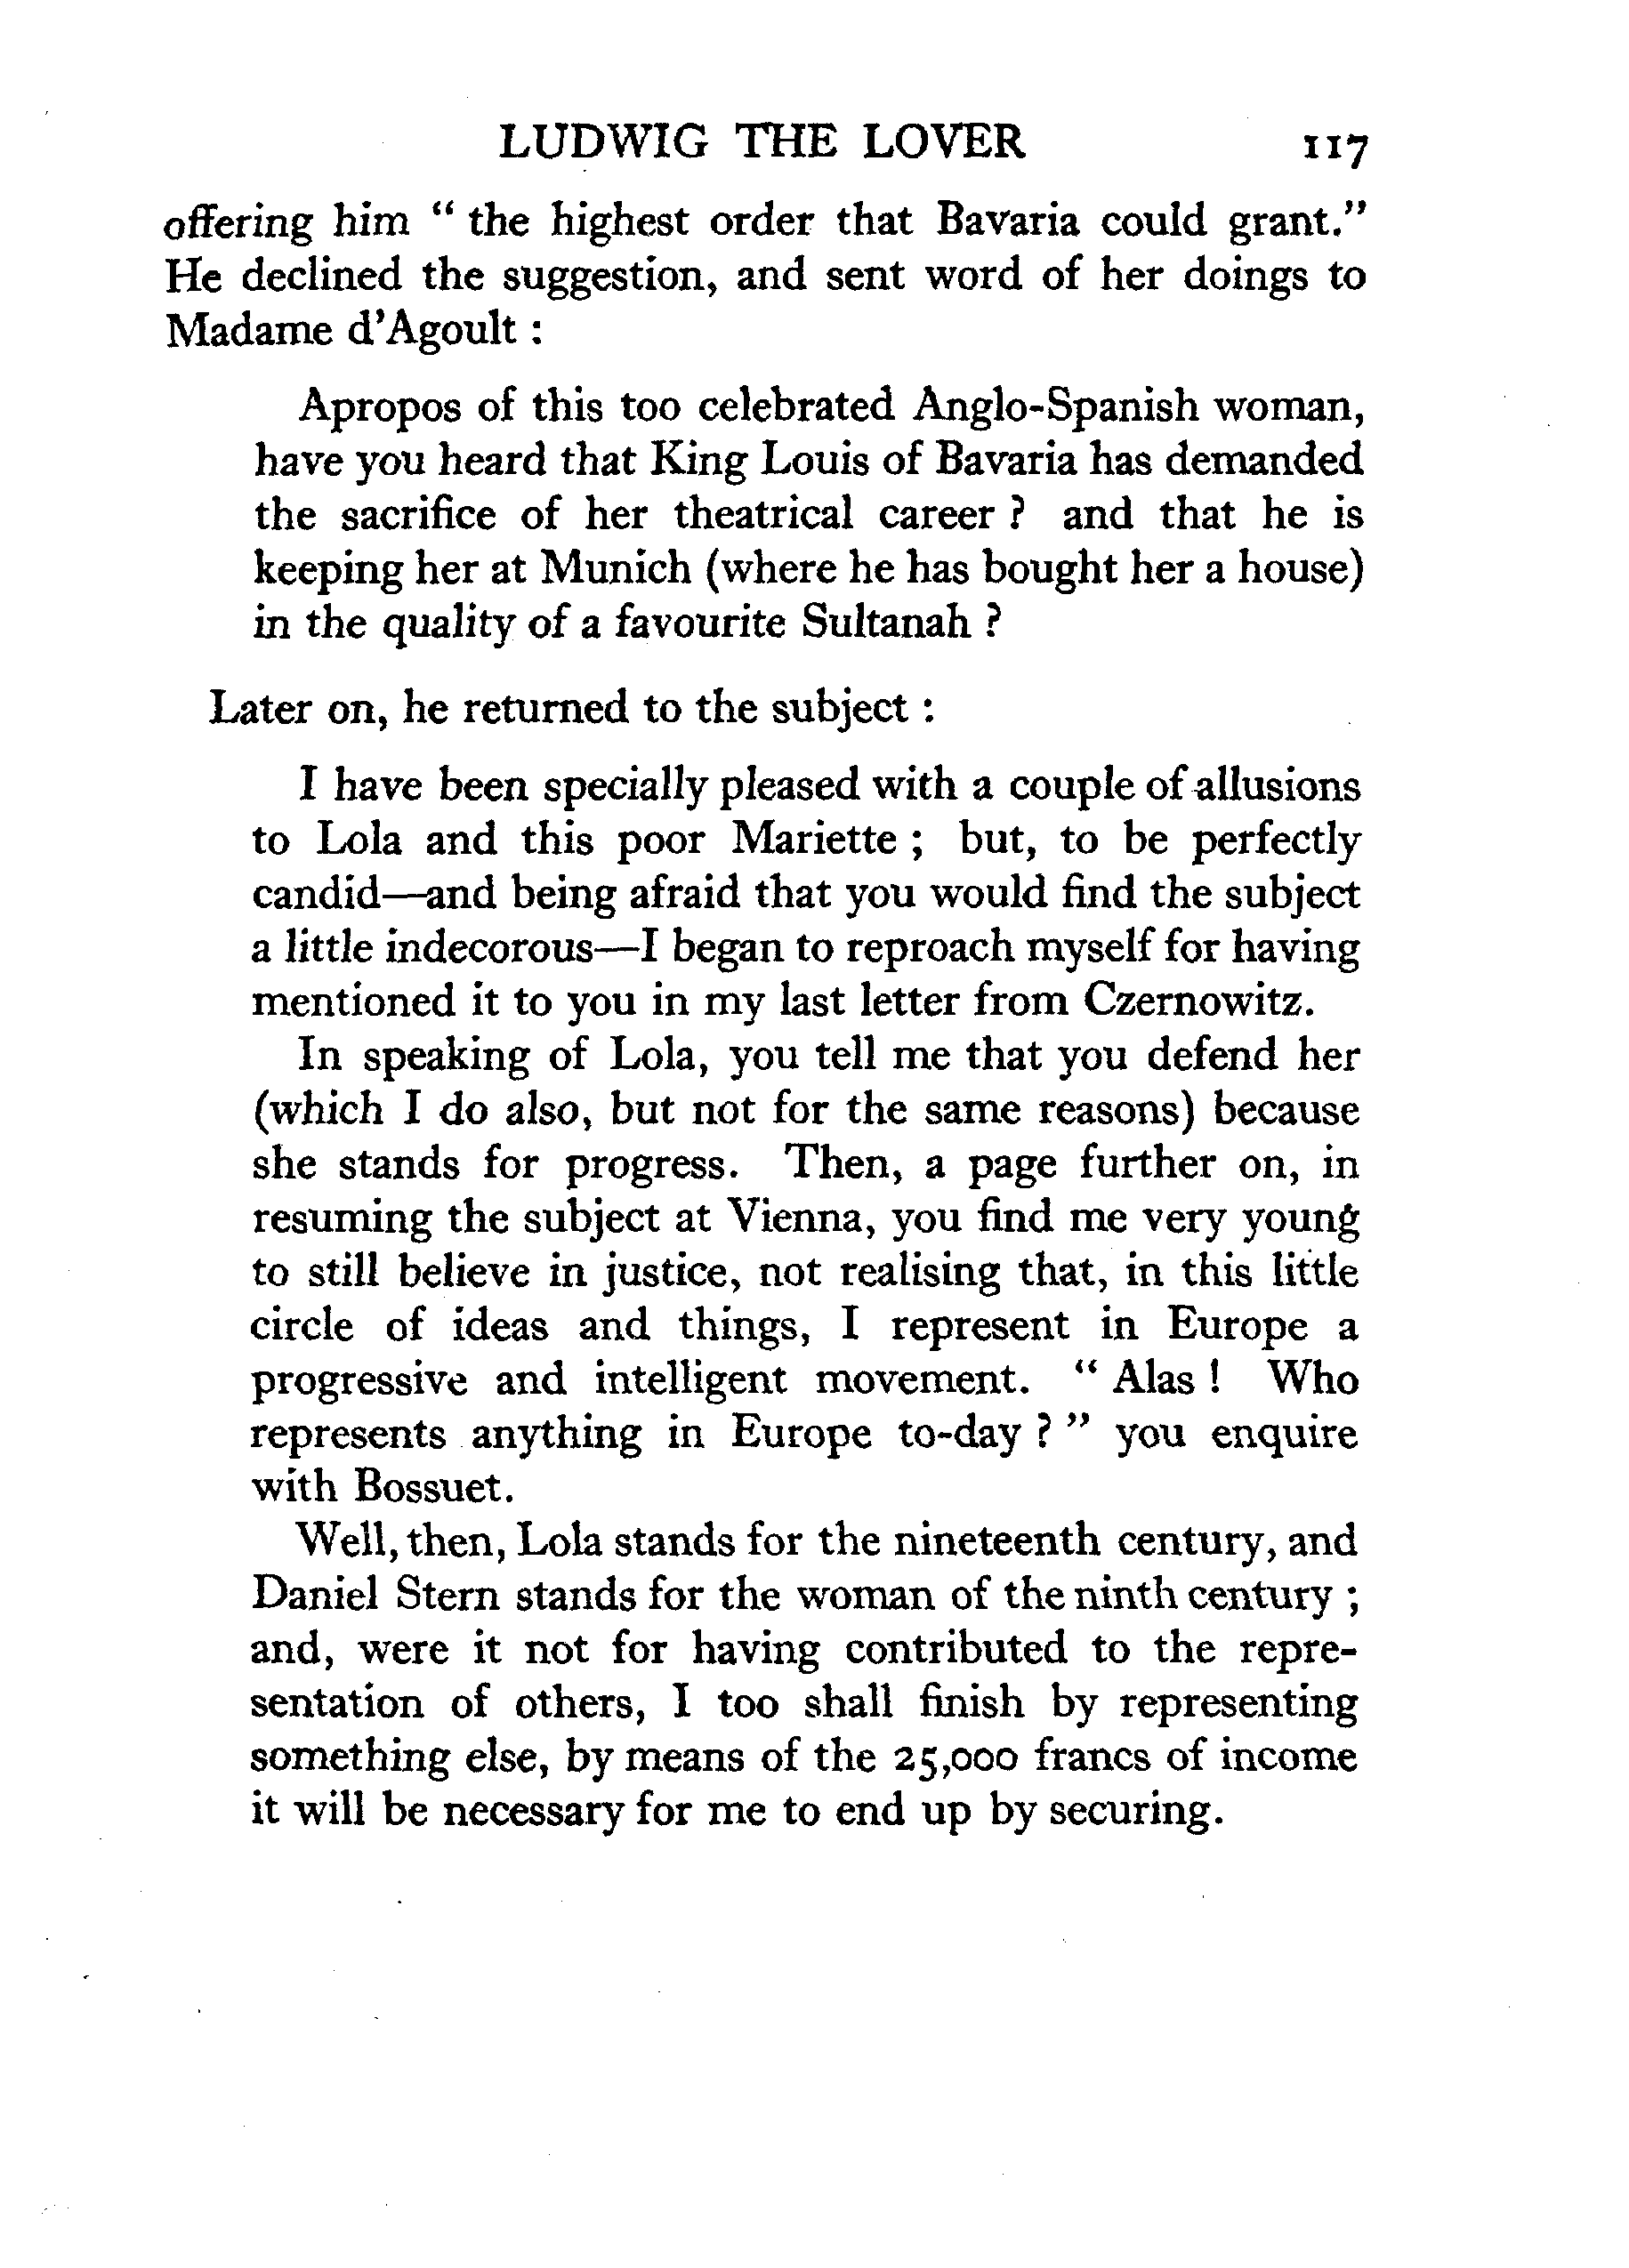 LUDWIG THE LOVER 117
offering him " the highest order that Bavaria could grant."
He declined the suggestion, and sent word of her doings to
Madame d'Agoult :
Apropos of this too celebrated Anglo-Spanish woman,
have you heard that King Louis of Bavaria has demanded
the sacrifice of her theatrical career ? and that he is
keeping her at Munich (where he has bought her a house)
in the quality of a favourite Sultanah ?
Later on, he returned to the subject :
I have been specially pleased with a couple of allusions
to Lola and this poor Mariette ; but, to be perfectly
candid—and being afraid that you would find the subject
a little indecorous—I began to reproach myself for having
mentioned it to you in my last letter from Czernowitz.
In speaking of Lola, you tell me that you defend her
(which I do also, but not for the same reasons) because
she stands for progress. Then, a page further on, in
resuming the subject at Vienna, you find me very young
to still believe in justice, not realising that, in this little
circle of ideas and things, I represent in Europe a
progressive and intelligent movement. " Alas ! Who
represents anything in Europe to-day ? " you enquire
with Bossuet.
Well, then, Lola stands for the nineteenth century, and
Daniel Stern stands for the woman of the ninth century ;
and, were it not for having contributed to the repre-
sentation of others, I too shall finish by representing
something else, by means of the 25,000 francs of income
it will be necessary for me to end up by securing.